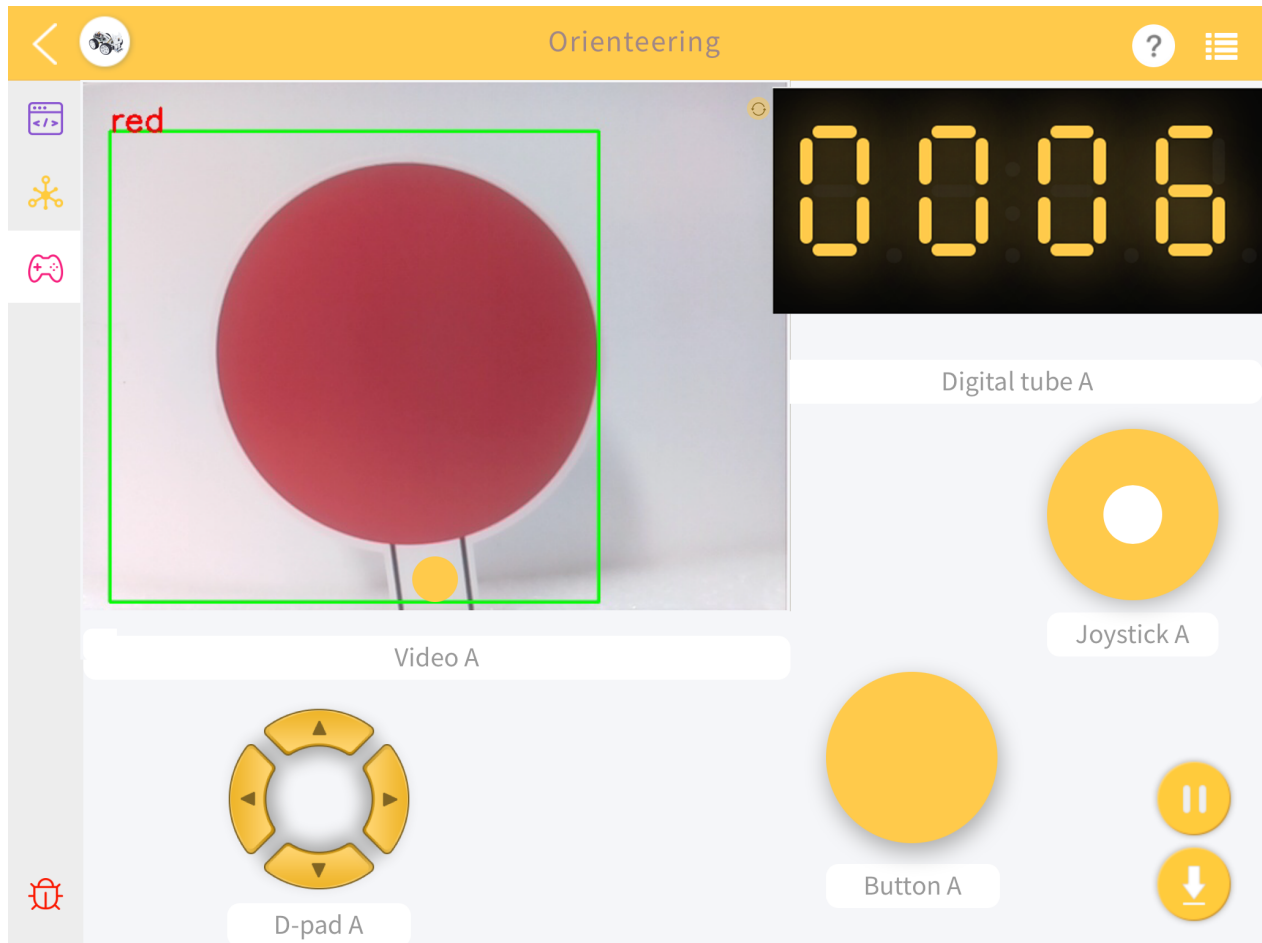 Orienteering
?
red
0006
Digital tube A
Joystick A
Video A
Button A
D-pad A